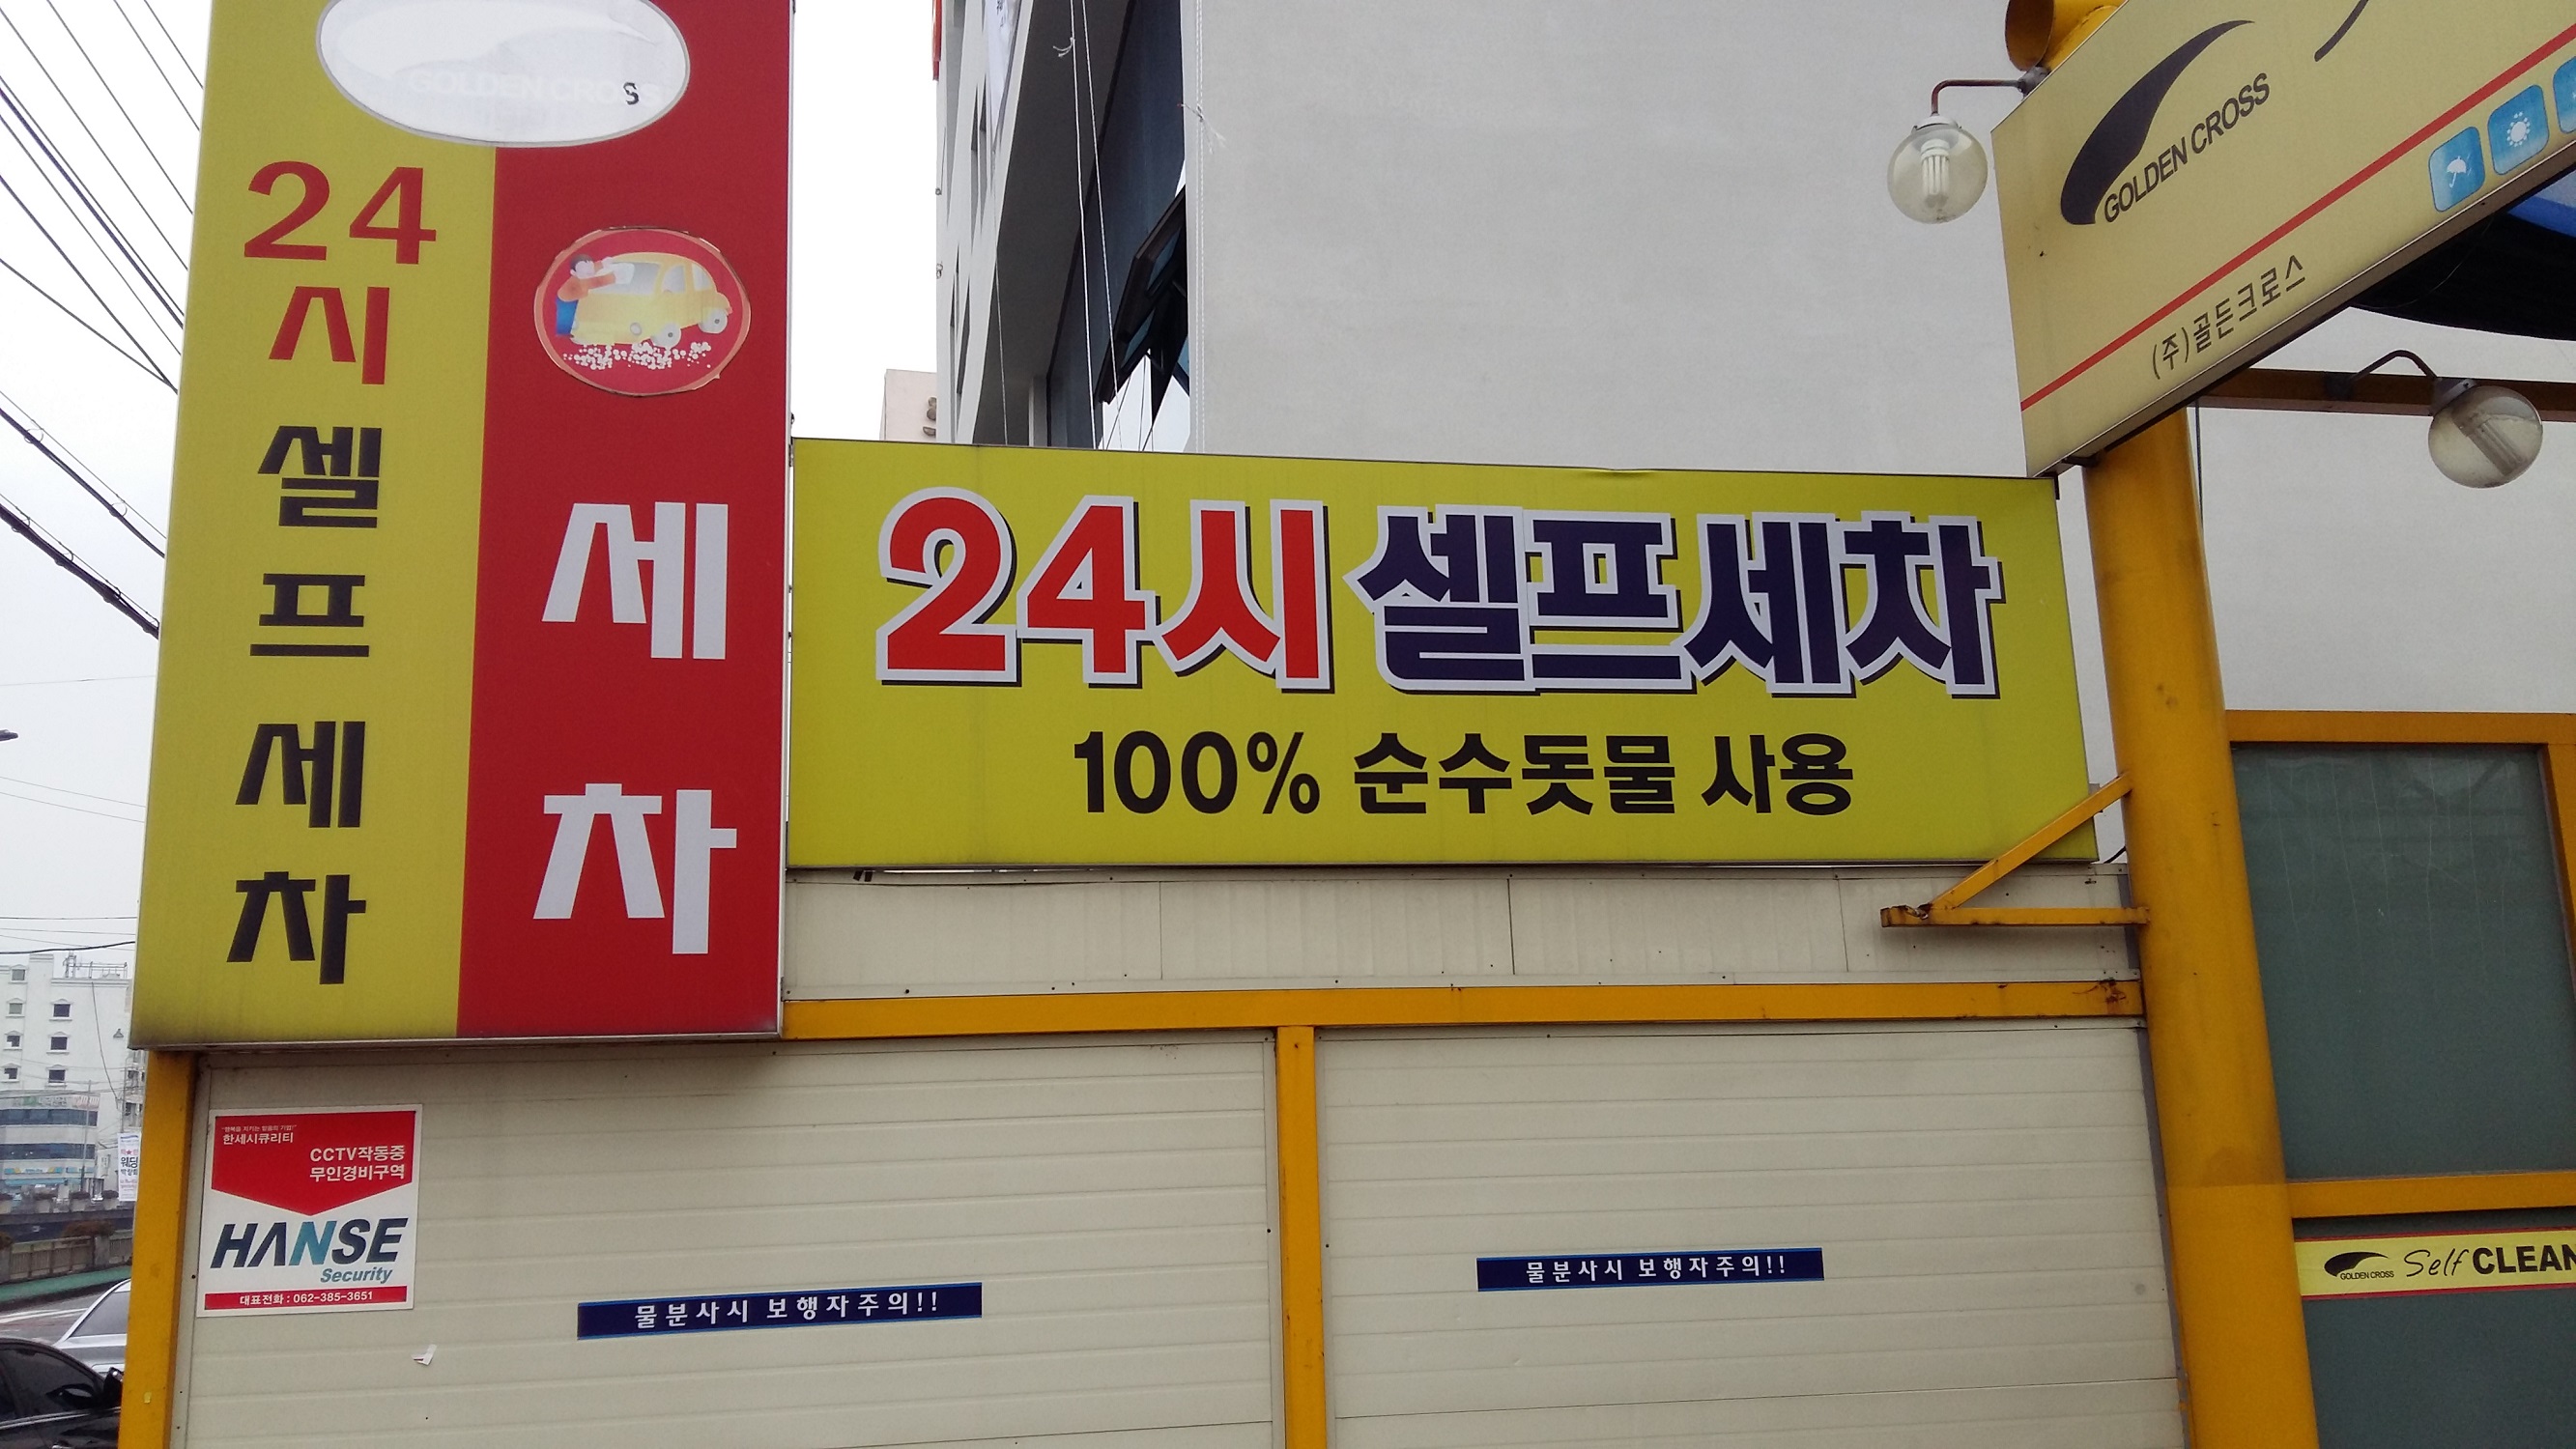 GOLDEN CROSS
24
시
셀
프
세
차
세
차
24시 셀프세차
100% 순수돗물 사용
GOLDEN CROSS
(주)골든크로스
한세시큐리티
CCTV작동중
무인경비구역
HANSE
Security
대표전화 : 062-385-3651
물분사시 보행자주의!!
물분사시 보행자주의!!
GOLDEN CROSS Self CLEAN
웨딩